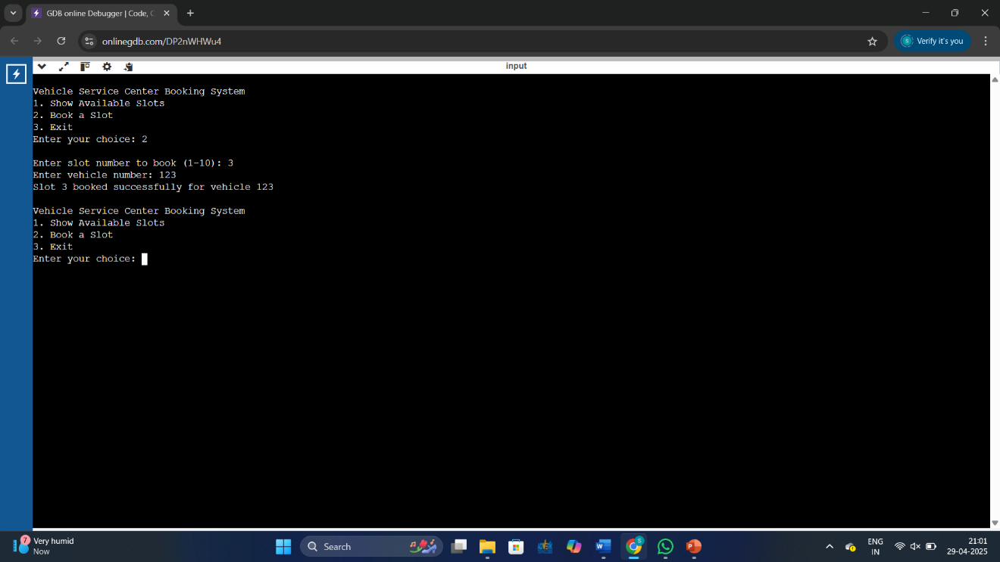 GDB online Debugger | Code, C
onlinegdb.com/DP2nWHWu4
S
Verify it's you
input
Vehicle Service Center Booking System
1. Show Available Slots
2. Book a Slot
3. Exit
Enter your choice: 2
Enter slot number to book (1-10): 3
Enter vehicle number: 123
Slot 3 booked successfully for vehicle 123
Vehicle Service Center Booking System
1. Show Available Slots
2. Book a Slot
3. Exit
Enter your choice:
7
Very humid
Now
Search
W
S
P
ENG
IN
21:01
29-04-2025